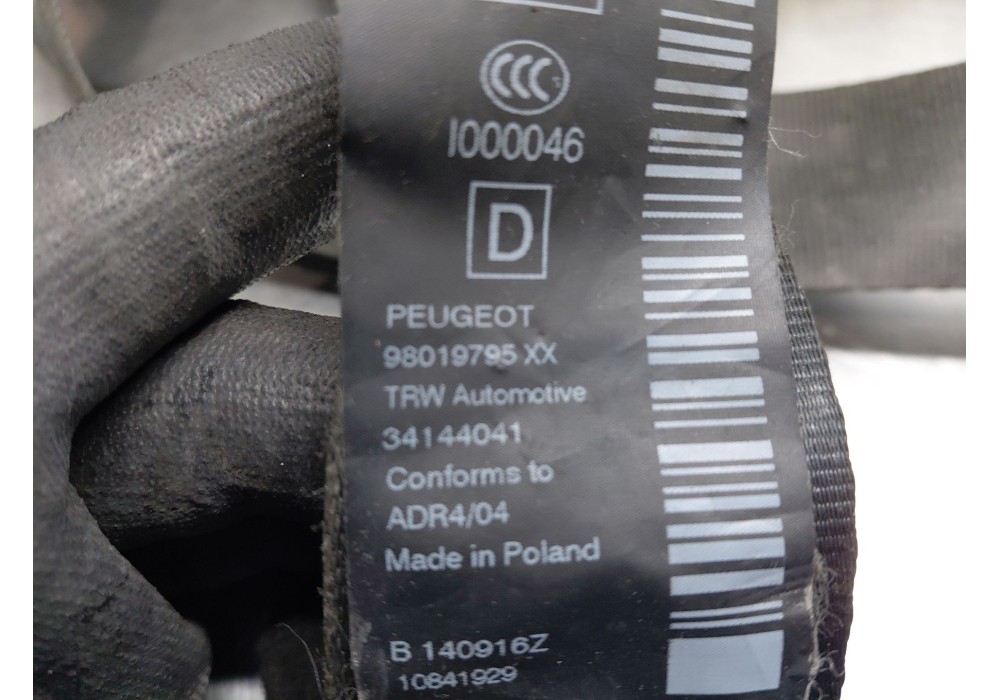 CCC
I000046
D
PEUGEOT
98019795 XX
TRW Automotive
34144041
Conforms to
ADR4/04
Made in Poland
B 140916Z
10841929